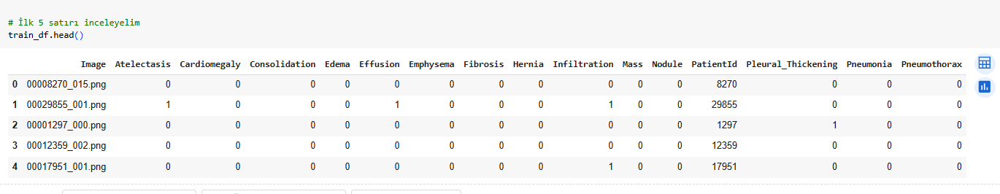 # İlk 5 satırı inceleyelim
train_df.head()
Image Atelectasis Cardiomegaly Consolidation Edema Effusion Emphysema Fibrosis Hernia Infiltration Mass Nodule PatientId Pleural_Thickening Pneumonia Pneumothorax
0 00008270_015.png 0 0 0 0 0 0 0 0 0 0 0 8270 0 0 0
1 00029855_001.png 1 0 0 0 1 0 0 0 1 0 0 29855 0 0 0
2 00001297_000.png 0 0 0 0 0 0 0 0 0 0 0 1297 1 0 0
3 00012359_002.png 0 0 0 0 0 0 0 0 0 0 0 12359 0 0 0
4 00017951_001.png 0 0 0 0 0 0 0 0 1 0 0 17951 0 0 0